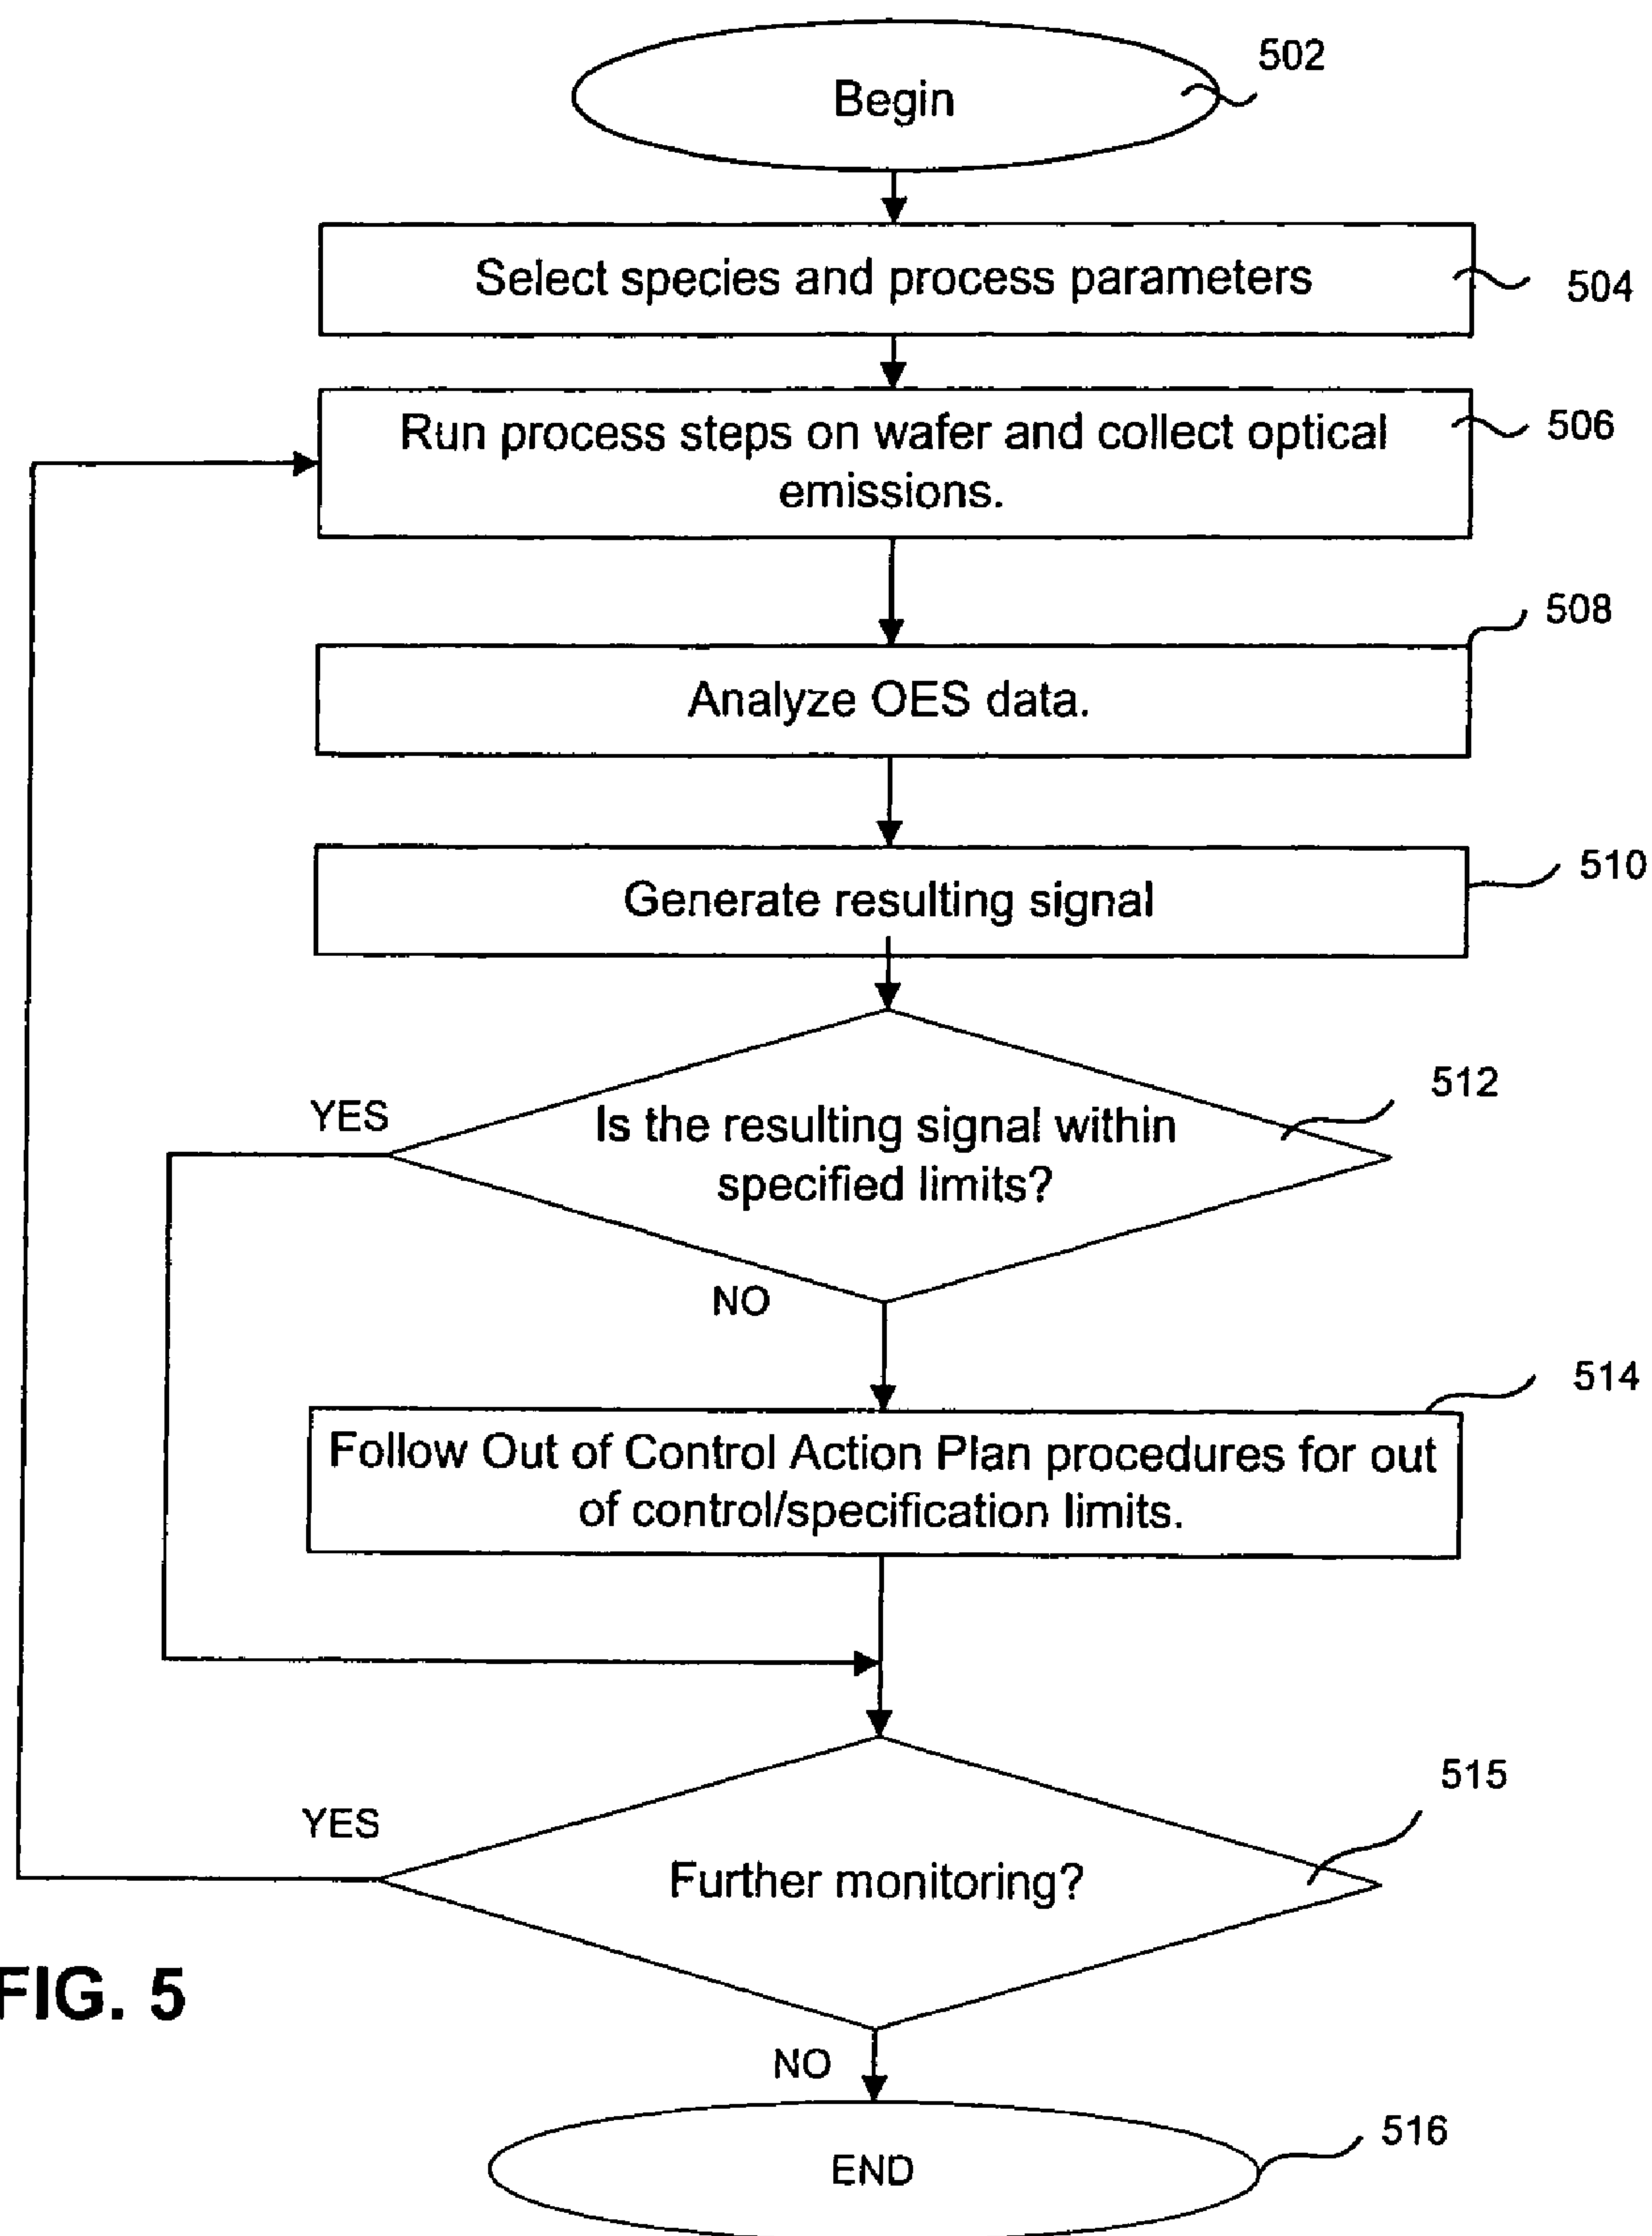 502
Begin
Select species and process parameters
504
Run process steps on wafer and collect optical
emissions.
506
508
Analyze OES data.
510
Generate resulting signal
512
YES
Is the resulting signal within
specified limits?
NO
514
Follow Out of Control Action Plan procedures for out
of control/specification limits.
515
YES
Further monitoring?
FIG. 5
NO
516
END